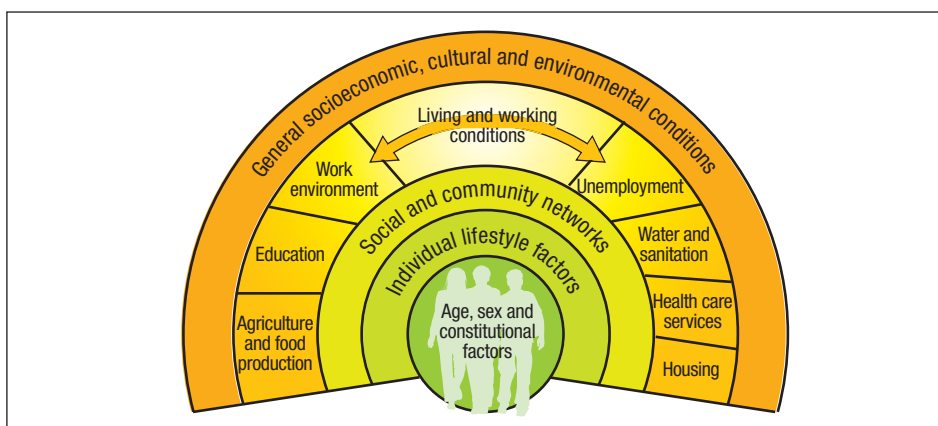 General socioeconomic, cultural and environmental conditions
Living and working
conditions
Work
environment
Unemployment
Education
Water and
sanitation
Agriculture
and food
production
Health care
services
Housing
Social and community networks
Individual lifestyle factors
Age, sex and
constitutional
factors